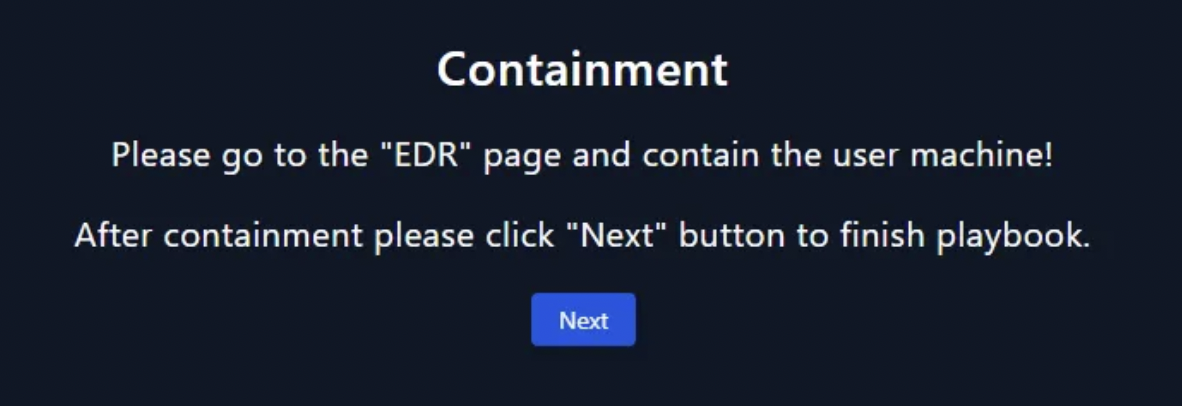 Containment
Please go to the "EDR" page and contain the user machine!
After containment please click "Next" button to finish playbook.
Next